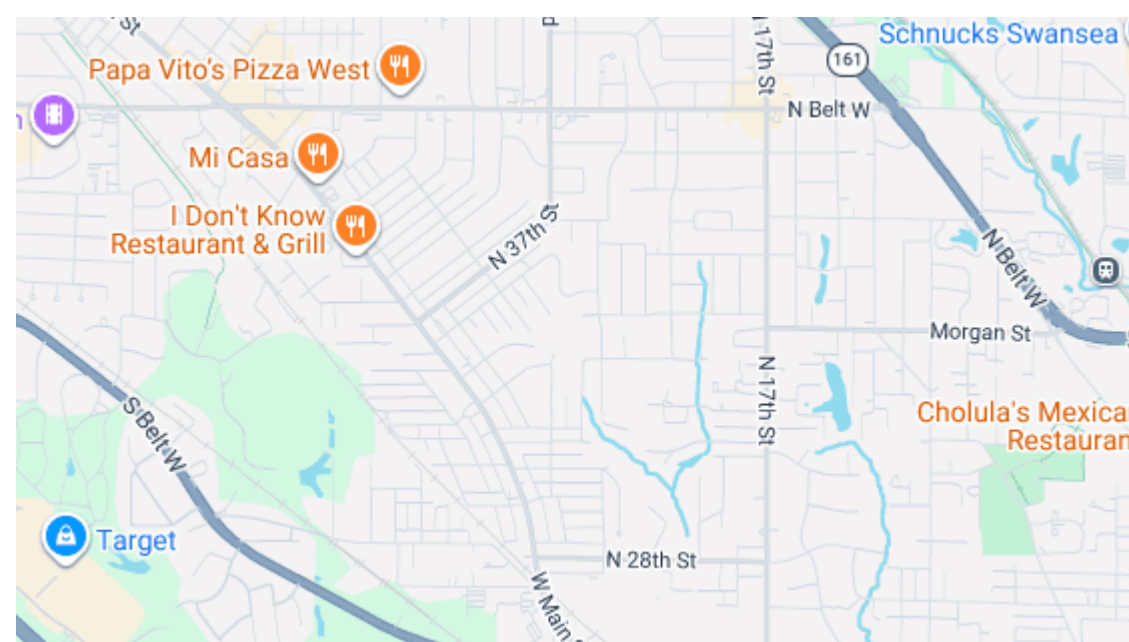 St
Schnucks Swansea
N 17th St
161
Papa Vito's Pizza West
N Belt W
Mi Casa
I Don't Know
Restaurant & Grill
N 37th St
N Belt W
Morgan St
S Belt W
N 17th St
Cholula's Mexica
Restauran
Target
N 28th St
W Main